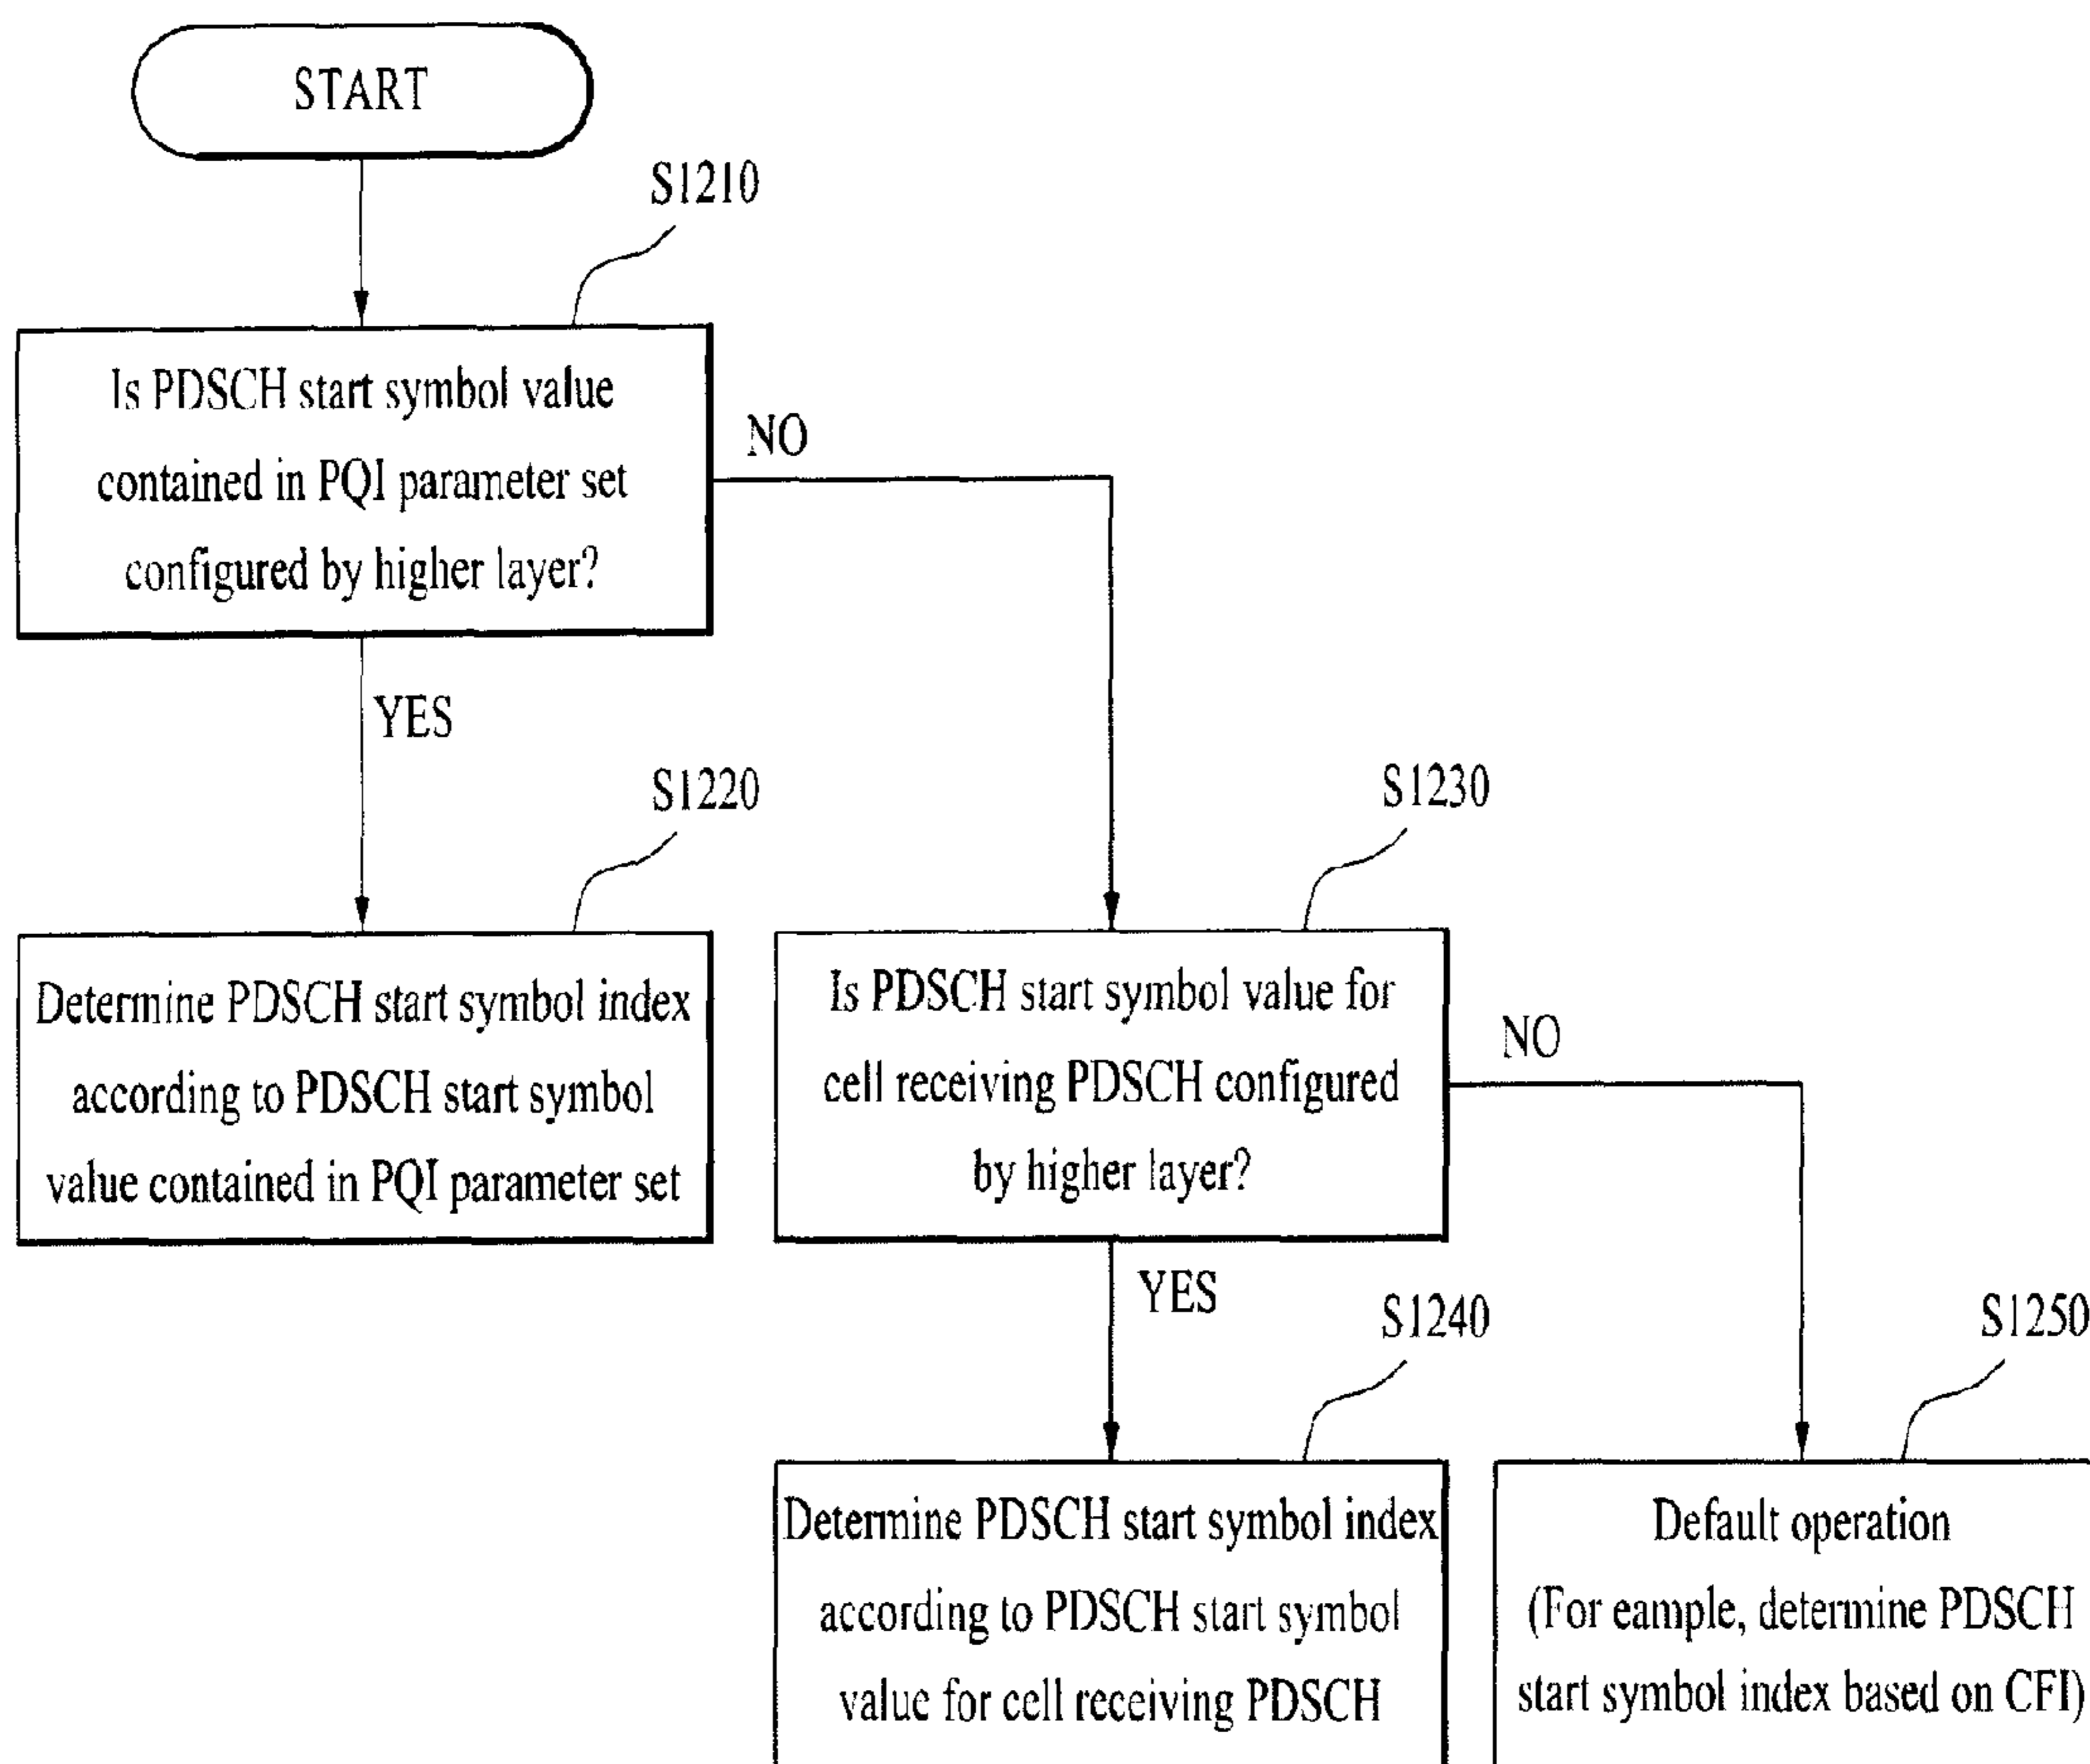 START
S1210
Is PDSCH start symbol value
contained in PQI parameter set
configured by higher layer?
NO
YES
S1220
Determine PDSCH start symbol index
according to PDSCH start symbol
value contained in PQI parameter set
S1230
Is PDSCH start symbol value for
cell receiving PDSCH configured
by higher layer?
NO
YES
S1240
Determine PDSCH start symbol index
according to PDSCH start symbol
value for cell receiving PDSCH
S1250
Default operation
(For eample, determine PDSCH
start symbol index based on CFI)